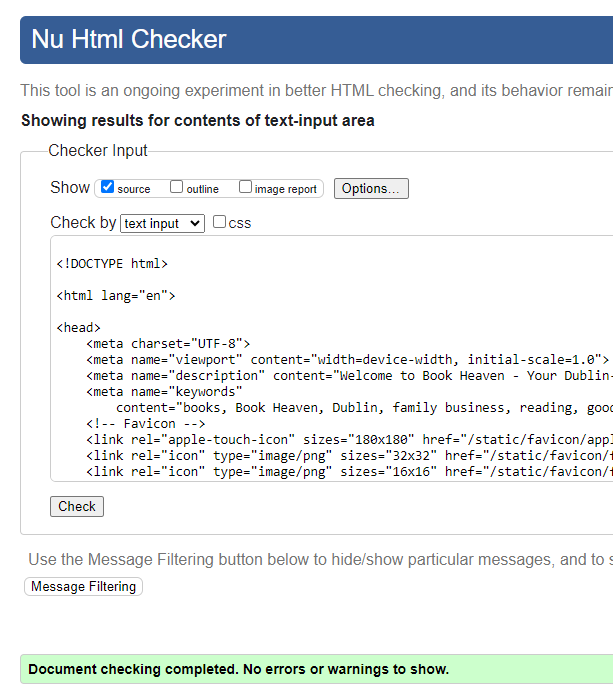 Nu Html Checker
This tool is an ongoing experiment in better HTML checking, and its behavior remain
Showing results for contents of text-input area
Checker Input
Show source outline image report Options...
Check by text input css
<!DOCTYPE html>
<html lang="en">
<head>
<meta charset="UTF-8">
<meta name="viewport" content="width=device-width, initial-scale=1.0">
<meta name="description" content="Welcome to Book Heaven - Your Dublin-
<meta name="keywords"
content="books, Book Heaven, Dublin, family business, reading, good
<!-- Favicon -->
<link rel="apple-touch-icon" sizes="180x180" href="/static/favicon/appl
<link rel="icon" type="image/png" sizes="32x32" href="/static/favicon/f
<link rel="icon" type="image/png" sizes="16x16" href="/static/favicon/f
Check
Use the Message Filtering button below to hide/show particular messages, and to s
Message Filtering
Document checking completed. No errors or warnings to show.